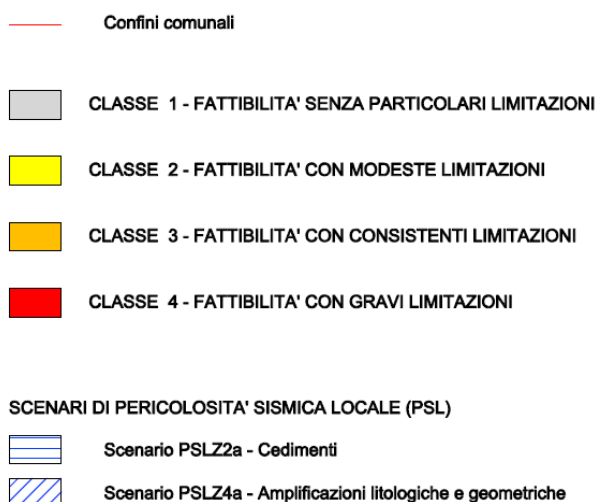 Confini comunali
CLASSE 1 - FATTIBILITA' SENZA PARTICOLARI LIMITAZIONI
CLASSE 2 - FATTIBILITA' CON MODESTE LIMITAZIONI
CLASSE 3 - FATTIBILITA' CON CONSISTENTI LIMITAZIONI
CLASSE 4 - FATTIBILITA' CON GRAVI LIMITAZIONI
SCENARI DI PERICOLOSITA' SISMICA LOCALE (PSL)
Scenario PSLZ2a - Cedimenti
Scenario PSLZ4a - Amplificazioni litologiche e geometriche